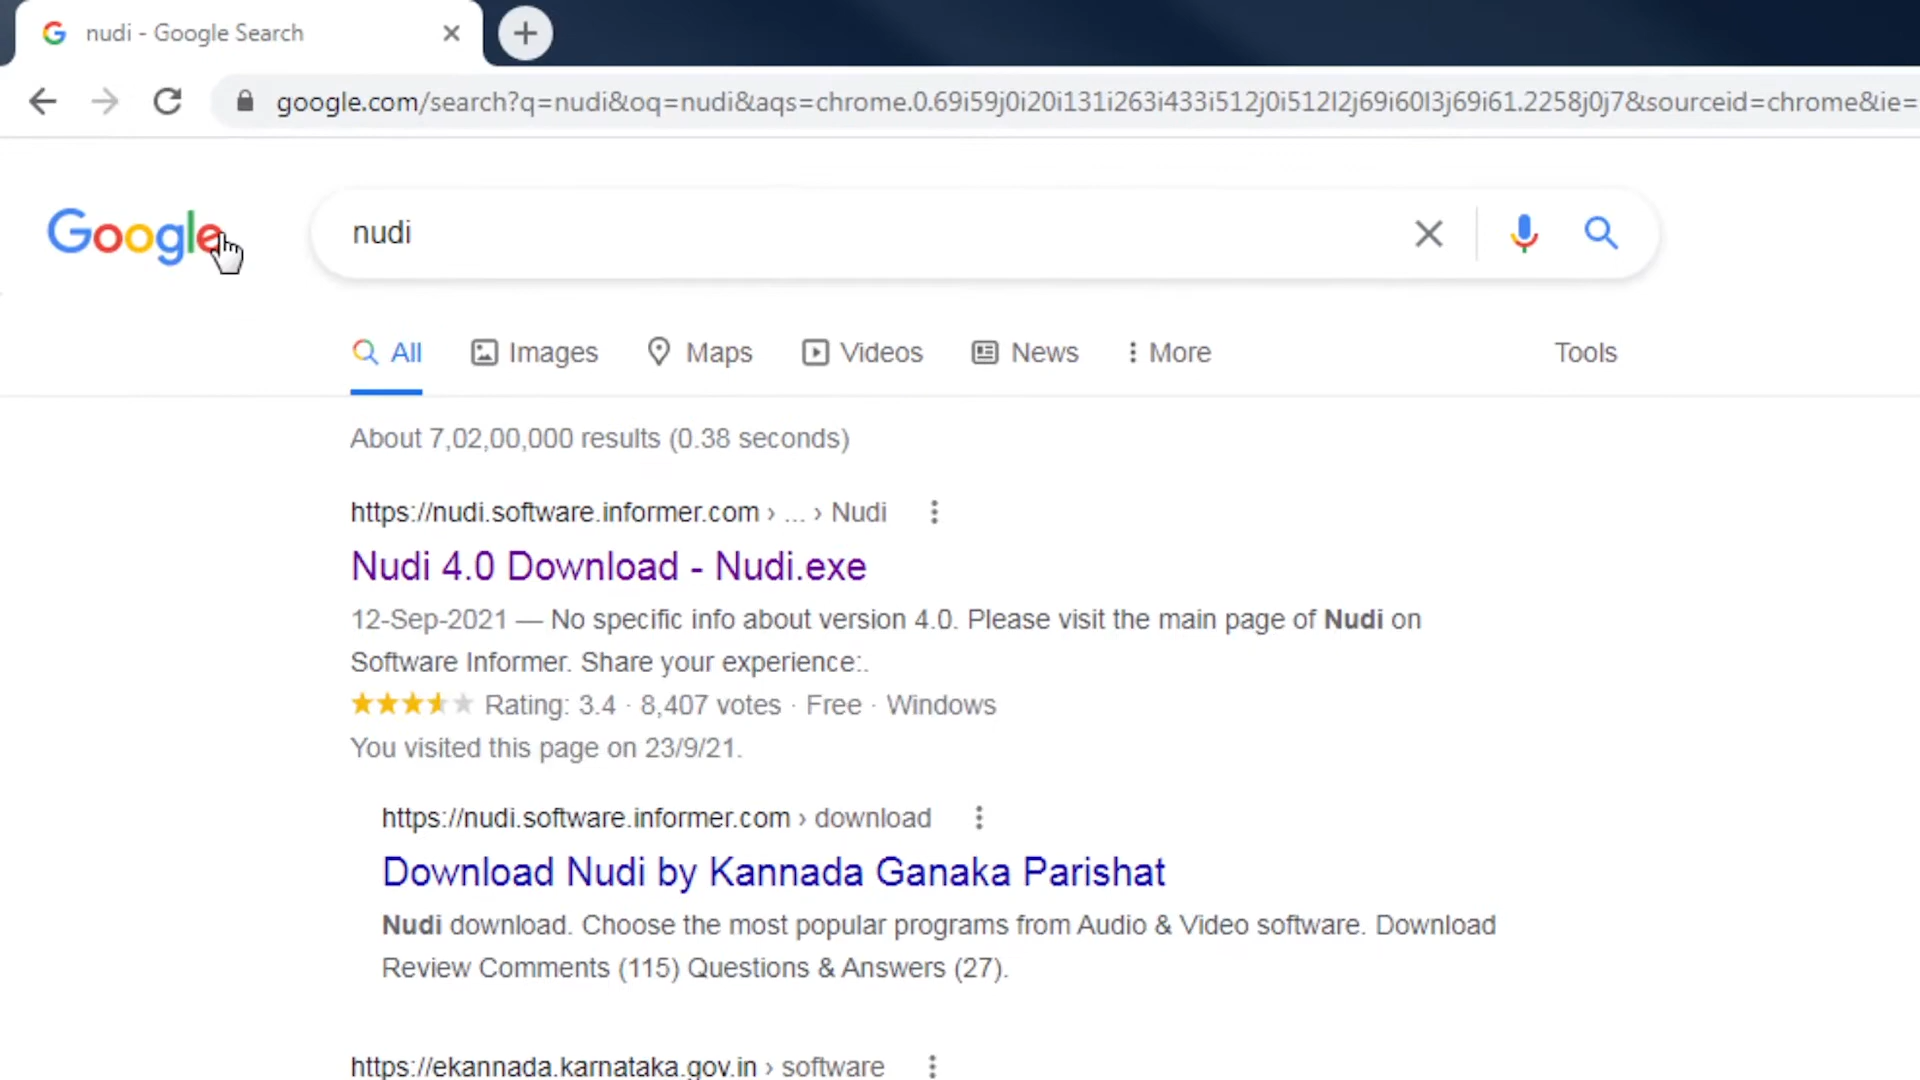 nudi - Google Search
google.com/search?q=nudi&oq=nudi&aqs=chrome.0.69i59j0i20i131i263i433i512j0i512l2j69i60l3j69i61.2258j0j7&sourceid=chrome&ie=
Google
nudi
All Images Maps Videos News More Tools
About 7,02,00,000 results (0.38 seconds)
https://nudi.software.informer.com › ... › Nudi
Nudi 4.0 Download - Nudi.exe
12-Sep-2021 — No specific info about version 4.0. Please visit the main page of Nudi on
Software Informer. Share your experience:.
Rating: 3.4 · 8,407 votes · Free · Windows
You visited this page on 23/9/21.
https://nudi.software.informer.com › download
Download Nudi by Kannada Ganaka Parishat
Nudi download. Choose the most popular programs from Audio & Video software. Download
Review Comments (115) Questions & Answers (27).
https://ekannada.karnataka.gov.in › software